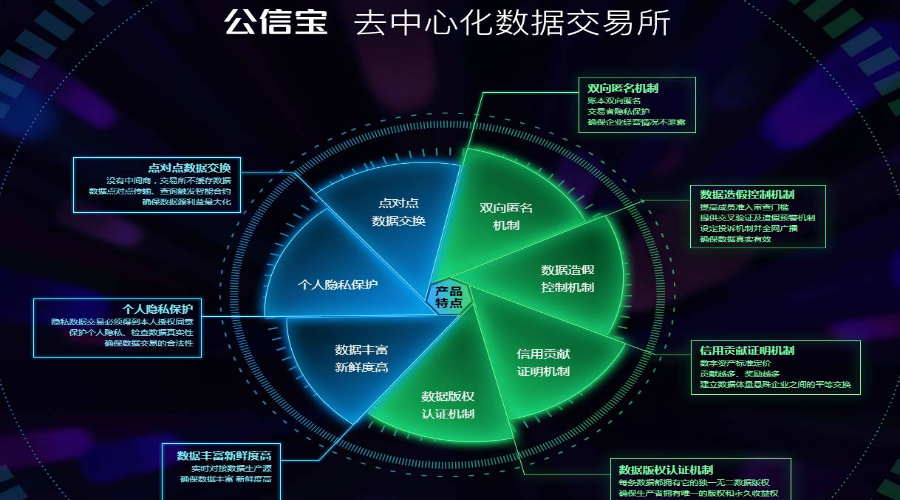 公信宝 去中心化数据交易所
双向匿名机制
账本双向匿名
交易者隐私保护
确保企业经营情况不泄露
点对点数据交换
没有中间商，交易所不缓存数据
数据点对点传输、查询触发智能合约
确保数据源利益最大化
数据造假控制机制
提高成员准入审查门槛
提供交叉验证及造假预警机制
设定投诉机制并全网广播
确保数据真实有效
点对点
数据交换
双向匿名
机制
个人隐私保护
数据造假
控制机制
产品
特点
个人隐私保护
隐私数据交易必须得到本人授权同意
保护个人隐私、检查数据真实性
确保数据交易的合法性
数据丰富
新鲜度高
信用贡献
证明机制
信用贡献证明机制
数字资产标准定价
贡献越多、奖励越多
建立数据体量悬殊企业之间的平等交换
数据版权
认证机制
数据丰富新鲜度高
实时对接数据生产源
确保数据丰富 新鲜度高
数据版权认证机制
每条数据都拥有它的独一无二数据版权
确保生产者拥有唯一的版权和永久收益权